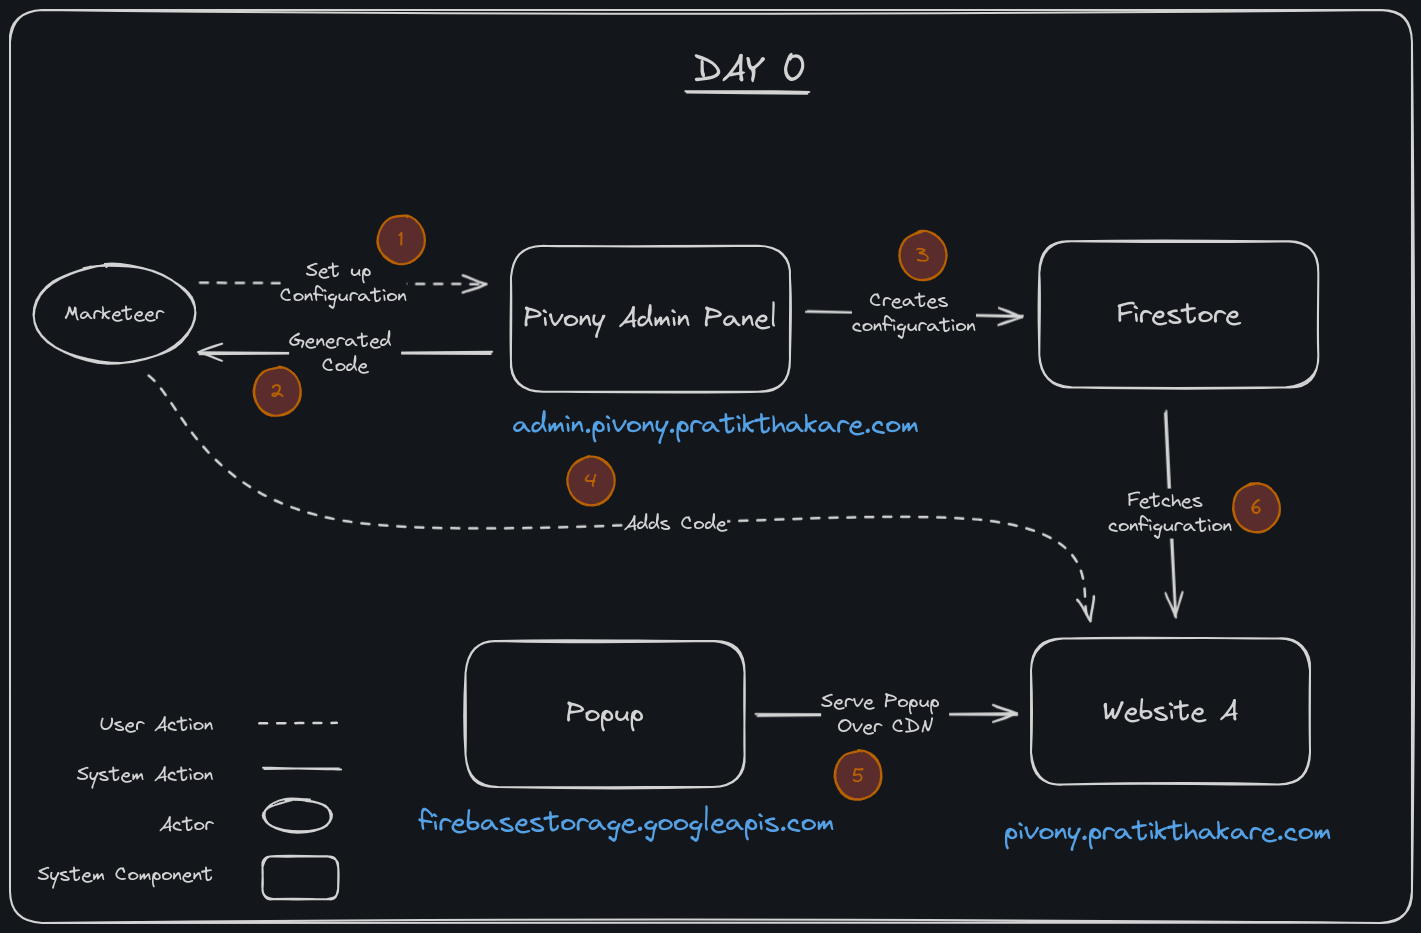 DAY 0
1
Set up
Configuration
Marketeer
Generated
Code
2
Pivony Admin Panel
admin.pivony.pratikthakare.com
3
Creates
configuration
Firestore
4
Adds Code
Fetches
configuration
6
Popup
firebasestorage.googleapis.com
Serve Popup
Over CDN
5
Website A
pivony.pratikthakare.com
User Action
System Action
Actor
System Component